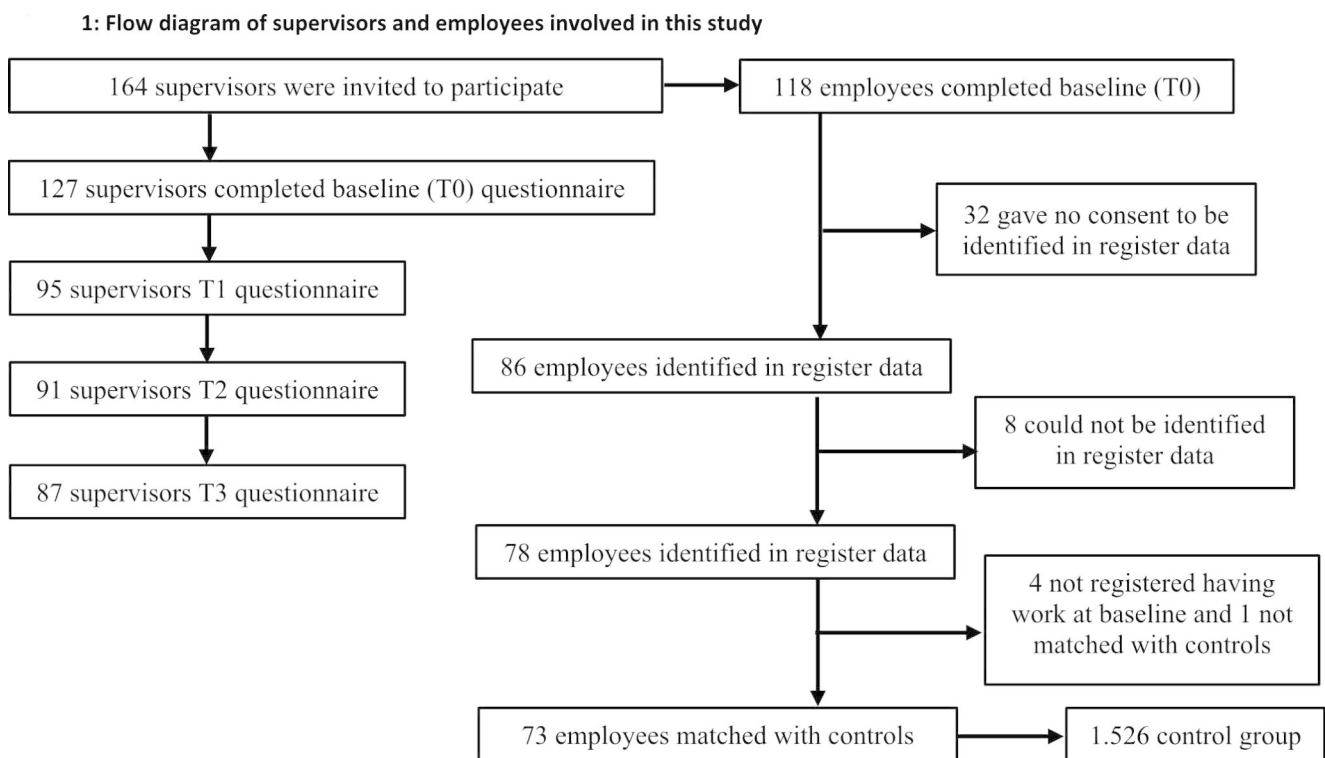 1: Flow diagram of supervisors and employees involved in this study
164 supervisors were invited to participate
118 employees completed baseline (T0)
127 supervisors completed baseline (T0) questionnaire
32 gave no consent to be
identified in register data
95 supervisors T1 questionnaire
86 employees identified in register data
91 supervisors T2 questionnaire
8 could not be identified
in register data
87 supervisors T3 questionnaire
78 employees identified in register data
4 not registered having
work at baseline and 1 not
matched with controls
73 employees matched with controls
1.526 control group